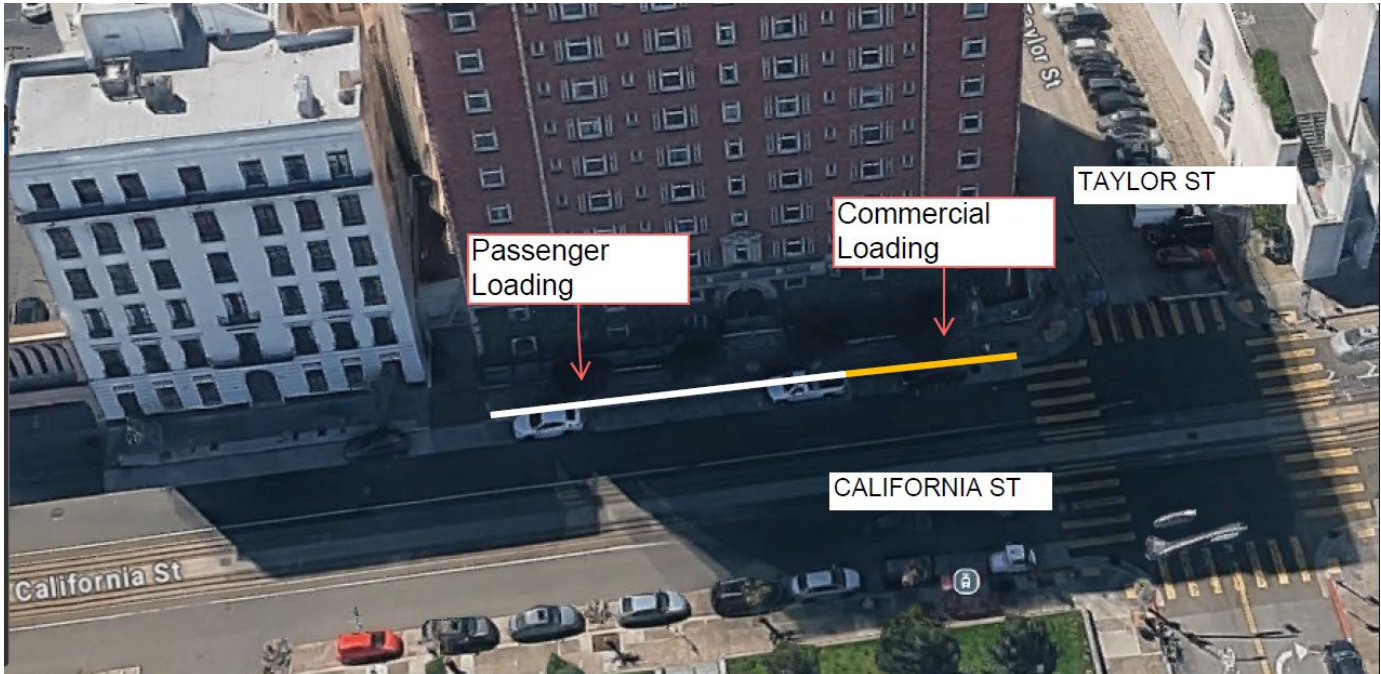 Taylor St
TAYLOR ST
Commercial
Loading
Passenger
Loading
CALIFORNIA ST
California St